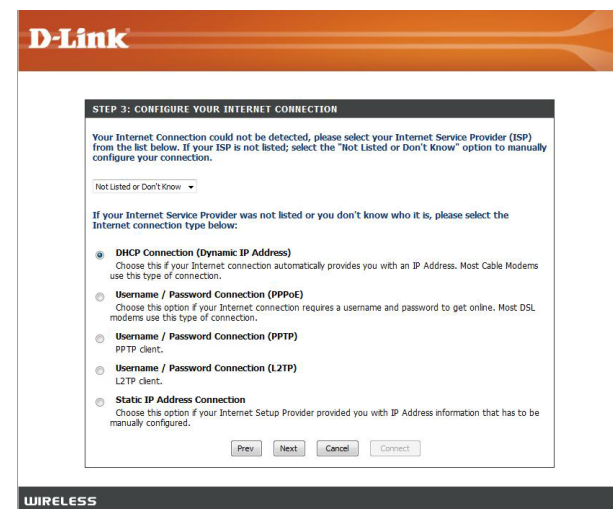 D-Link
STEP 3: CONFIGURE YOUR INTERNET CONNECTION
Your Internet Connection could not be detected, please select your Internet Service Provider (ISP)
from the list below. If your ISP is not listed; select the "Not Listed or Don't Know" option to manually
configure your connection.
Not Listed or Don't Know
If your Internet Service Provider was not listed or you don't know who it is, please select the
Internet connection type below:
DHCP Connection (Dynamic IP Address)
Choose this if your Internet connection automatically provides you with an IP Address. Most Cable Modems
use this type of connection.
Username / Password Connection (PPPoE)
Choose this option if your Internet connection requires a username and password to get online. Most DSL
modems use this type of connection.
Username / Password Connection (PPTP)
PPTP client.
Username / Password Connection (L2TP)
L2TP client.
Static IP Address Connection
Choose this option if your Internet Setup Provider provided you with IP Address information that has to be
manually configured.
Prev Next Cancel Connect
WIRELESS